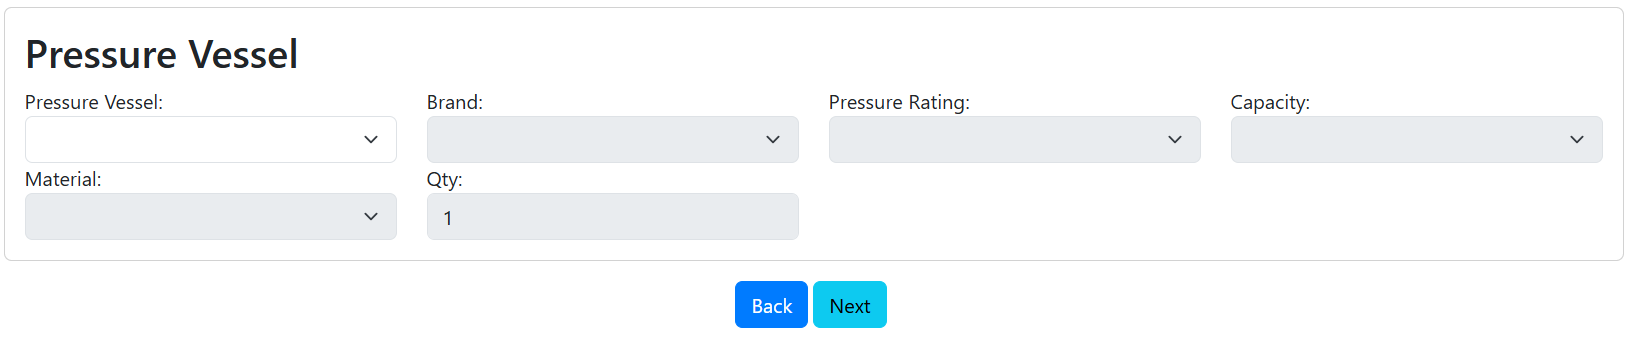 Pressure Vessel
Pressure Vessel: Brand: Pressure Rating: Capacity:
Material: Qty:
1
Back Next